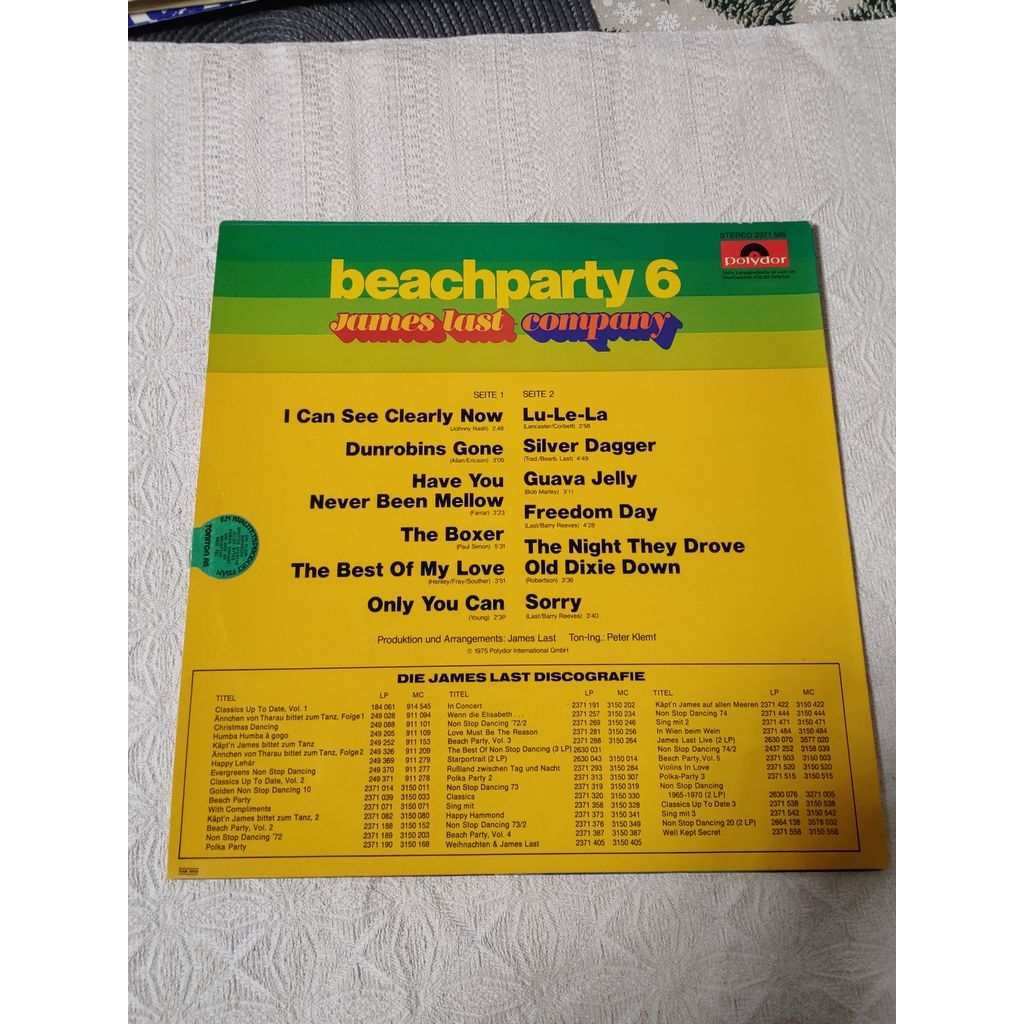 STEREO 2371 585
polydor
beachparty 6
james last company
SEITE 1
I Can See Clearly Now
(Johnny Nash) 2,48
Dunrobins Gone
(Allan/Ericson) 3'09
Have You
Never Been Mellow
(Farrar) 3'23
The Boxer
(Paul Simon) 5'31
The Best Of My Love
(Henley/Fray/Souther) 3'51
Only You Can
(Young)
SEITE 2
Lu-Le-La
(Lancaster/Corbett) 2'58
Silver Dagger
(Trad./Bearb. Last) 4'49
Guava Jelly
(Bob Marley) 3'11
Freedom Day
(Last/Barry Reeves) 4'28
The Night They Drove
Old Dixie Down
(Robertson) 3'36
Sorry
(Last/Barry Reeves) 3'40
Produktion und Arrangements: James Last Ton-Ing.: Peter Klemt
℗ 1975 Polydor International GmbH
EN KVALITETSPRODUKT FRÅN
TONITON AB
DIE JAMES LAST DISCOGRAFIE
TITEL LP MC
Classics Up To Date, Vol. 1 184 061 914 545
Ännchen von Tharau bittet zum Tanz, Folge 1 249 028 911 094
Christmas Dancing 249 088 911 101
Humba Humba à gogo 249 205 911 109
Käpt'n James bittet zum Tanz 249 252 911 153
Ännchen von Tharau bittet zum Tanz, Folge 2 249 326 911 209
Happy Lehár 249 369 911 279
Evergreens Non Stop Dancing 249 370 911 277
Classics Up To Date, Vol. 2 249 371 911 278
Golden Non Stop Dancing 10 2371 014 3150 011
Beach Party 2371 039 3150 033
With Compliments 2371 071 3150 071
Käpt'n James bittet zum Tanz, 2 2371 082 3150 080
Beach Party, Vol. 2 2371 188 3150 152
Non Stop Dancing '72 2371 189 3150 203
Polka Party 2371 190 3150 168
TITEL LP MC
In Concert 2371 191 3150 202
Wenn die Elisabeth ... 2371 257 3150 234
Non Stop Dancing '72/2 2371 269 3150 246
Love Must Be The Reason 2371 281 3150 256
Beach Party, Vol. 3 2371 288 3150 264
The Best Of Non Stop Dancing (3 LP) 2630 031
Starportrait (2 LP) 2630 043 3150 014
Rußland zwischen Tag und Nacht 2371 293 3150 284
Polka Party 2 2371 313 3150 307
Non Stop Dancing 73 2371 319 3150 319
Classics 2371 320 3150 330
Sing mit 2371 358 3150 328
Happy Hammond 2371 373 3150 341
Non Stop Dancing 73/2 2371 376 3150 349
Beach Party, Vol. 4 2371 387 3150 387
Weihnachten & James Last 2371 405 3150 405
TITEL LP MC
Käpt'n James auf allen Meeren 2371 422 3150 422
Non Stop Dancing 74 2371 444 3150 444
Sing mit 2 2371 471 3150 471
In Wien beim Wein 2371 484 3150 484
James Last Live (2 LP) 2630 070 3577 020
Non Stop Dancing 74/2 2437 252 3158 039
Beach Party, Vol. 5 2371 503 3150 503
Violins In Love 2371 520 3150 520
Polka-Party 3 2371 515 3150 515
Non Stop Dancing
1965-1970 (2 LP) 2630 076 3271 005
Classics Up To Date 3 2371 538 3150 538
Sing mit 3 2371 542 3150 542
Non Stop Dancing 20 (2 LP) 2664 138 3578 032
Well Kept Secret 2371 558 3150 558